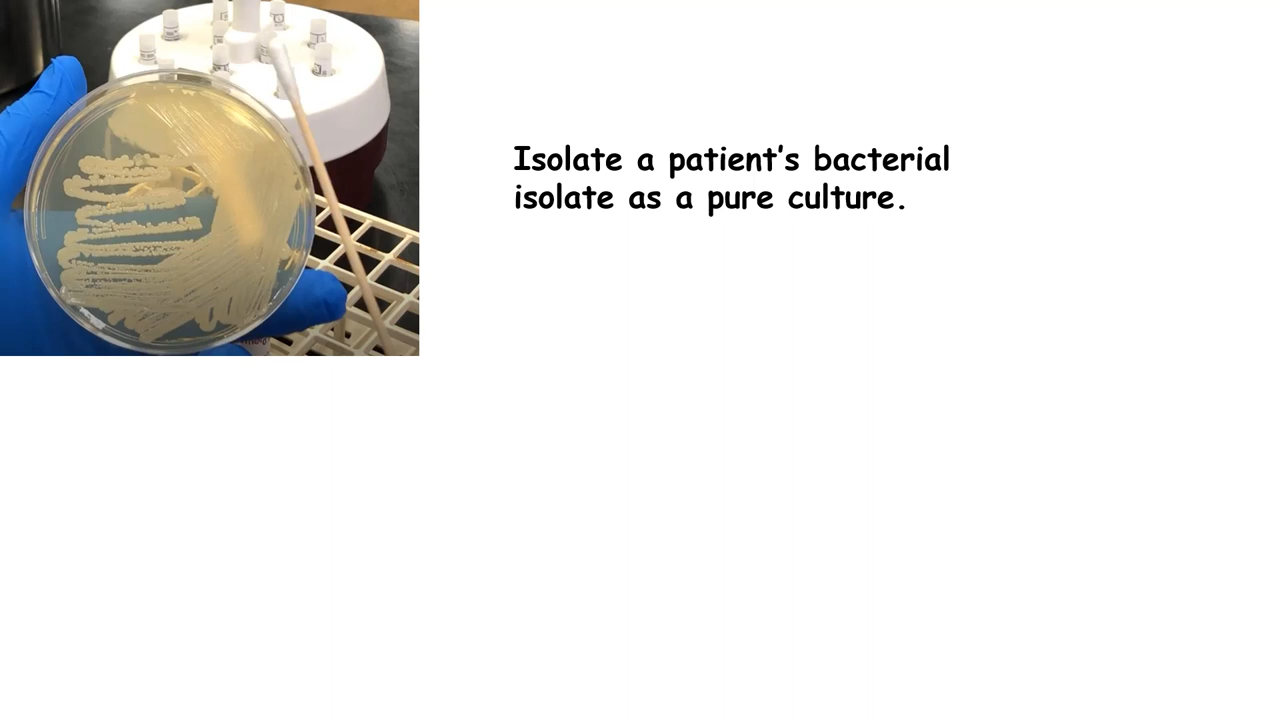 Isolate a patient's bacterial
isolate as a pure culture.